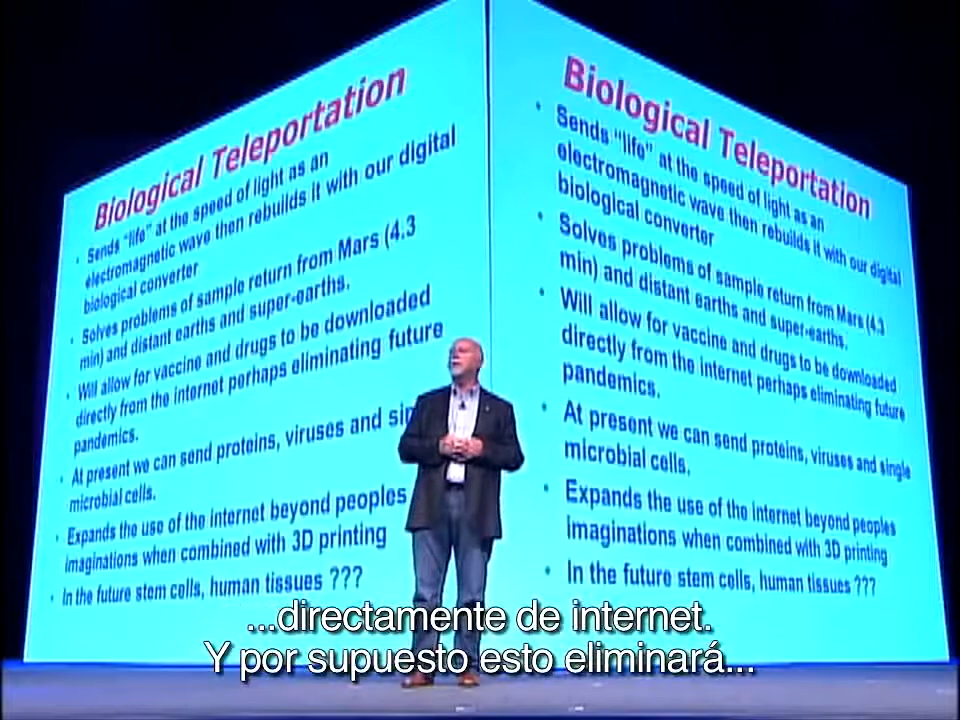 Biological Teleportation
• Sends "life" at the speed of light as an
electromagnetic wave then rebuilds it with our digital
biological converter
• Solves problems of sample return from Mars (4.3
min) and distant earths and super-earths.
• Will allow for vaccine and drugs to be downloaded
directly from the internet perhaps eliminating future
pandemics.
• At present we can send proteins, viruses and sin
microbial cells.
• Expands the use of the internet beyond peoples
imaginations when combined with 3D printing
• In the future stem cells, human tissues ???
Biological Teleportation
• Sends "life" at the speed of light as an
electromagnetic wave then rebuilds it with our digital
biological converter
• Solves problems of sample return from Mars (4.3
min) and distant earths and super-earths.
• Will allow for vaccine and drugs to be downloaded
directly from the internet perhaps eliminating future
pandemics.
• At present we can send proteins, viruses and single
microbial cells.
• Expands the use of the internet beyond peoples
imaginations when combined with 3D printing
• In the future stem cells, human tissues ???
...directamente de internet.
Y por supuesto esto eliminará...